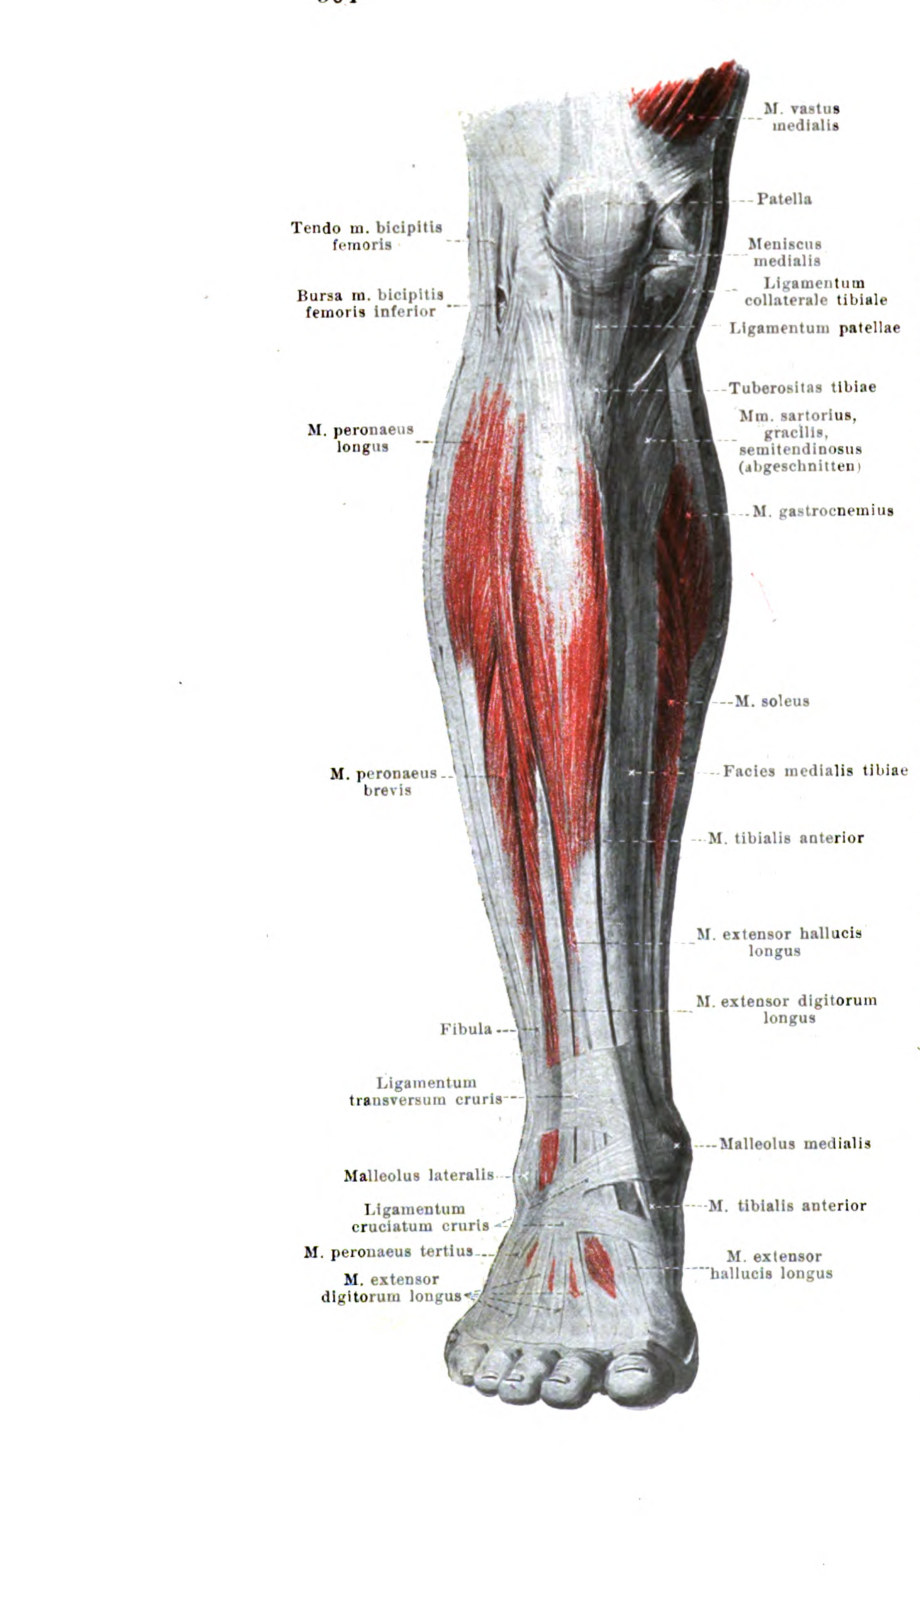 M. vastus
medialis
Patella
Meniscus
medialis
Ligamentum
collaterale tibiale
Ligamentum patellae
Tuberositas tibiae
Mm. sartorius,
gracilis,
semitendinosus
(abgeschnitten)
M. gastrocnemius
M. soleus
Facies medialis tibiae
M. tibialis anterior
M. extensor hallucis
longus
M. extensor digitorum
longus
Malleolus medialis
M. tibialis anterior
M. extensor
hallucis longus
Tendo m. bicipitis
femoris
Bursa m. bicipitis
femoris inferior
M. peronaeus
longus
M. peronaeus
brevis
Fibula
Ligamentum
transversum cruris
Malleolus lateralis
Ligamentum
cruciatum cruris
M. peronaeus tertius
M. extensor
digitorum longus